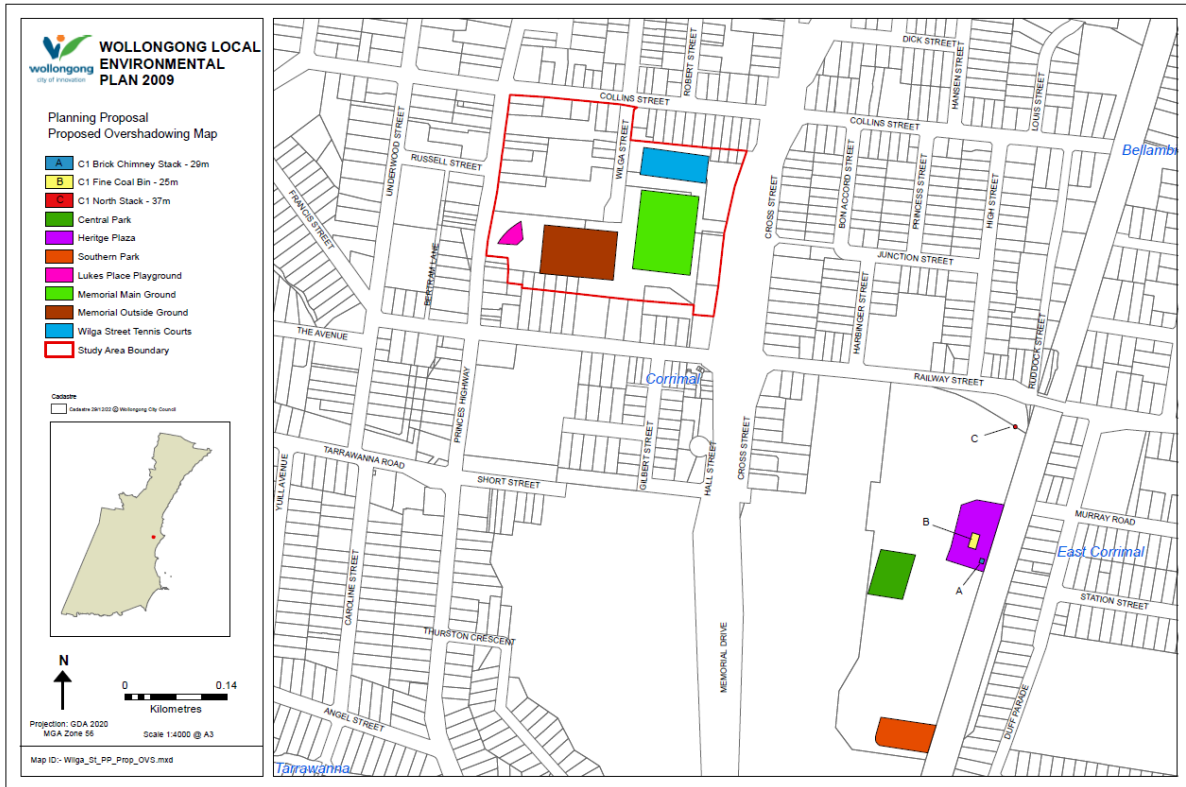 wollongong
city of innovation
WOLLONGONG LOCAL
ENVIRONMENTAL
PLAN 2009
Planning Proposal
Proposed Overshadowing Map
A C1 Brick Chimney Stack - 29m
B C1 Fine Coal Bin - 25m
C C1 North Stack - 37m
Central Park
Heritge Plaza
Southern Park
Lukes Place Playground
Memorial Main Ground
Memorial Outside Ground
Wilga Street Tennis Courts
Study Area Boundary
Cadastre
Cadastre 29/12/22 © Wollongong City Council
N
0 0.14
Kilometres
Projection: GDA 2020
MGA Zone 56
Scale 1:4000 @ A3
Map ID:- Wilga_St_PP_Prop_OVS.mxd
DICK STREET
ROBERT STREET
HANSEN STREET
LOUIS STREET
COLLINS STREET
COLLINS STREET
UNDERWOOD STREET
WILGA STREET
RUSSELL STREET
Bellambi
BON ACCORD STREET
PRINCESS STREET
HIGH STREET
CROSS STREET
FRANCIS STREET
BERTRAM LANE
JUNCTION STREET
HARBINGER STREET
THE AVENUE
RUDDOCK STREET
PRINCES HIGHWAY
Corrimal
RAILWAY STREET
C
GILBERT STREET
HALL STREET
CROSS STREET
TARRAWANNA ROAD
YUILL AVENUE
SHORT STREET
MURRAY ROAD
B
East Corrimal
A
STATION STREET
CAROLINE STREET
THURSTON CRESCENT
MEMORIAL DRIVE
DUFF PARADE
ANGEL STREET
Tarrawanna